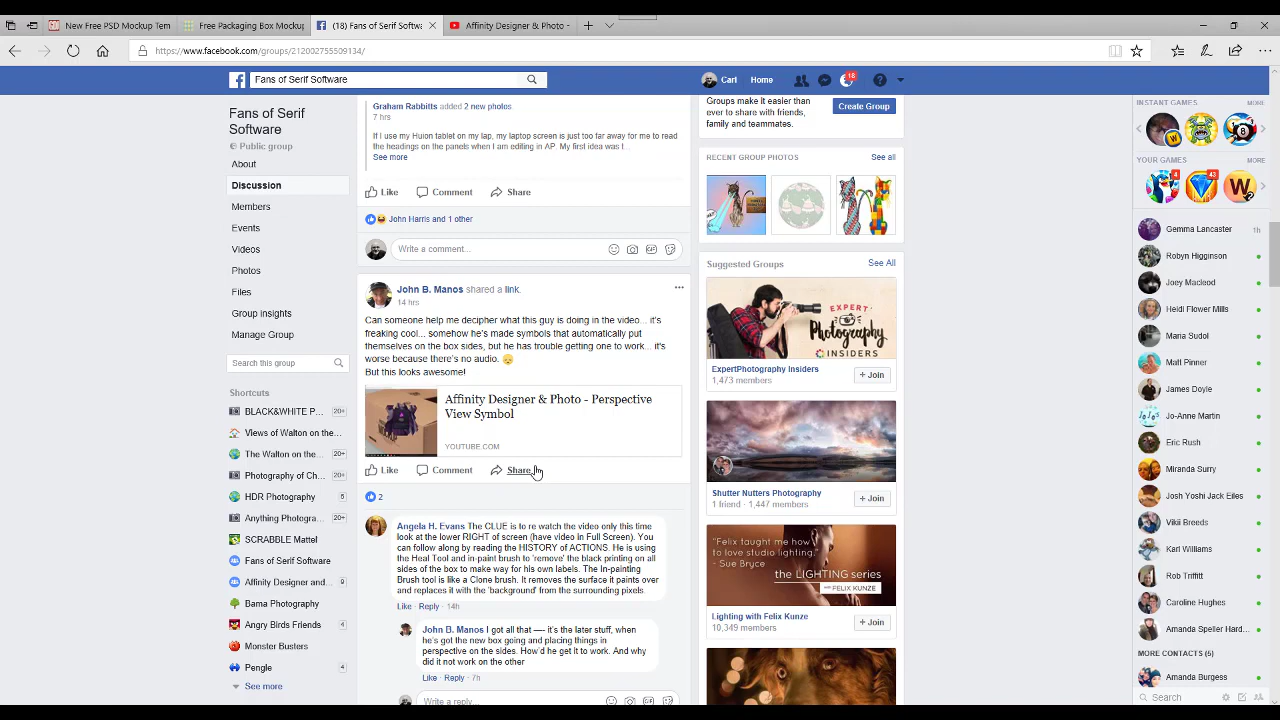 New Free PSD Mockup Tem
Free Packaging Box Mockup
(18) Fans of Serif Softwa
Affinity Designer & Photo -
https://www.facebook.com/groups/212002755509134/
Fans of Serif Software
Carl
Home
18
Fans of Serif
Software
Public group
About
Discussion
Members
Events
Videos
Photos
Files
Group insights
Manage Group
Search this group
Shortcuts
BLACK&WHITE P... 20+
Views of Walton on the...
The Walton on the... 20+
Photography of Ch... 20+
HDR Photography 6
Anything Photogra... 20+
SCRABBLE Mattel
Fans of Serif Software
Affinity Designer and... 9
Bama Photography
Angry Birds Friends 4
Monster Busters
Pengle 4
See more
Graham Rabbitts added 2 new photos.
7 hrs
If I use my Huion tablet on my lap, my laptop screen is just too far away for me to read
the headings on the panels when I am editing in AP. My first idea was I...
See more
Like Comment Share
John Harris and 1 other
Write a comment...
John B. Manos shared a link.
14 hrs
Can someone help me decipher what this guy is doing in the video... it's
freaking cool... somehow he's made symbols that automatically put
themselves on the box sides, but he has trouble getting one to work... it's
worse because there's no audio. 😞
But this looks awesome!
Affinity Designer & Photo - Perspective
View Symbol
YOUTUBE.COM
Like Comment Share
2
Angela H. Evans The CLUE is to re watch the video only this time
look at the lower RIGHT of screen (have video in Full Screen). You
can follow along by reading the HISTORY of ACTIONS. He is using
the Heal Tool and in-paint brush to 'remove' the black printing on all
sides of the box to make way for his own labels. The In-painting
Brush tool is like a Clone brush. It removes the surface it paints over
and replaces it with the 'background' from the surrounding pixels.
Like · Reply · 14h
John B. Manos I got all that —- it's the later stuff, when
he's got the new box going and placing things in
perspective on the sides. How'd he get it to work. And why
did it not work on the other
Like · Reply · 7h
Write a reply...
Groups make it easier than
ever to share with friends,
family and teammates.
Create Group
RECENT GROUP PHOTOS
See all
Suggested Groups
See All
EXPERT
Photography
INSIDERS
ExpertPhotography Insiders
1,473 members
+ Join
Shutter Nutters Photography
1 friend · 1,447 members
+ Join
"Felix taught me how
to love studio lighting."
- Sue Bryce
the LIGHTING series
FELIX KUNZE
Lighting with Felix Kunze
10,349 members
+ Join
INSTANT GAMES
MORE
YOUR GAMES
MORE
4
43
Gemma Lancaster 1h
Robyn Higginson
Joey Macleod
Heidi Flower Mills
Maria Sudol
Matt Pinner
James Doyle
Jo-Anne Martin
Eric Rush
Miranda Surry
Josh Yoshi Jack Eiles
Vikii Breeds
Karl Williams
Rob Triffitt
Caroline Hughes
Amanda Speller Hard...
MORE CONTACTS (5)
Amanda Burgess
Search